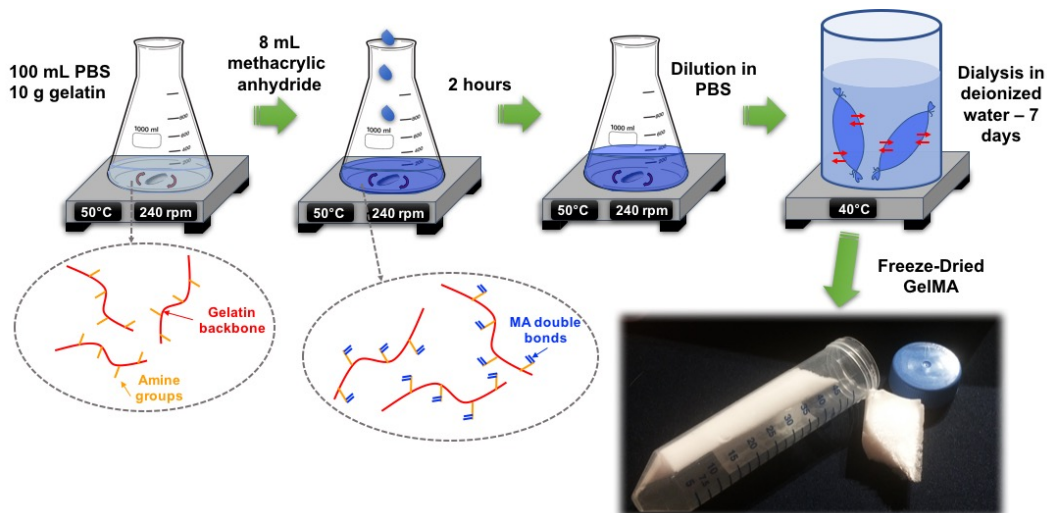 100 mL PBS
10 g gelatin
8 mL
methacrylic
anhydride
2 hours
Dilution in
PBS
Dialysis in
deionized
water – 7
days
1000 ml
1000 ml
1000 ml
50°C 240 rpm
50°C 240 rpm
50°C 240 rpm
40°C
Gelatin
backbone
Amine
groups
MA double
bonds
Freeze-Dried
GelMA